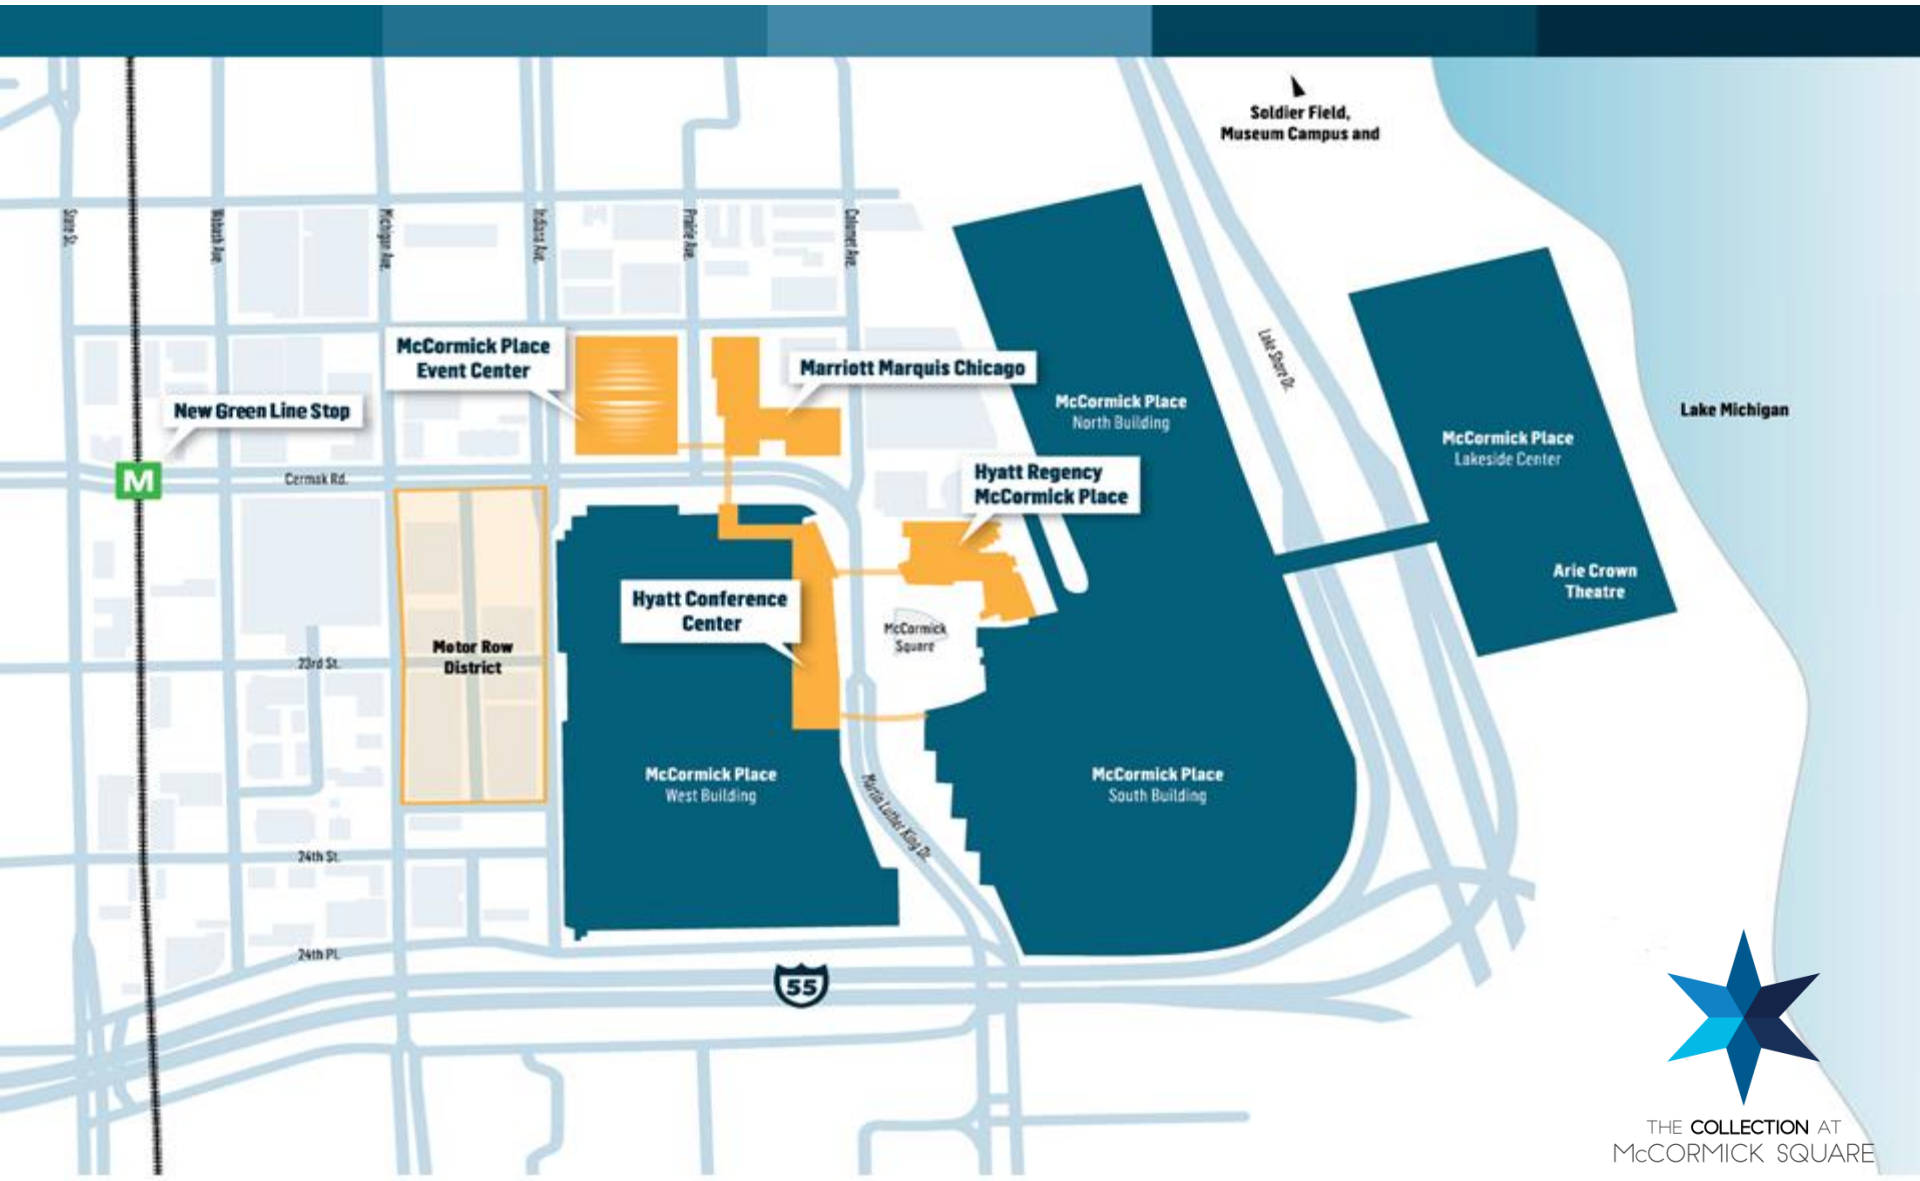 Soldier Field,
Museum Campus and
State St.
Wabash Ave.
Michigan Ave.
Indiana Ave.
Prairie Ave.
Calumet Ave.
Lake Shore Dr.
McCormick Place
Event Center
Marriott Marquis Chicago
New Green Line Stop
M
Cermak Rd.
McCormick Place
North Building
Lake Michigan
McCormick Place
Lakeside Center
Hyatt Regency
McCormick Place
Arie Crown
Theatre
Hyatt Conference
Center
McCormick
Square
Motor Row
District
23rd St.
McCormick Place
West Building
McCormick Place
South Building
Martin Luther King Dr.
24th St.
24th Pl.
55
THE COLLECTION AT
McCORMICK SQUARE